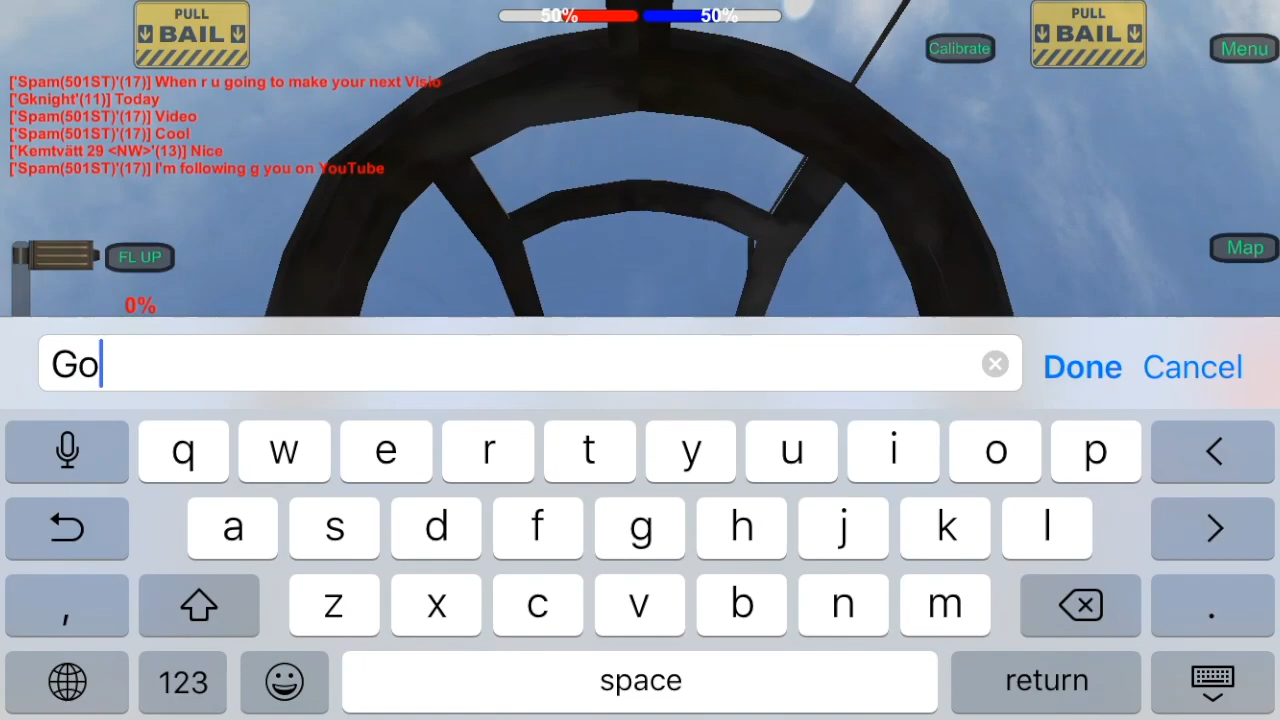 PULL
BAIL
50%
50%
Calibrate
PULL
BAIL
Menu
['Spam(501ST)'(17)] When r u going to make your next Visio
['Gknight'(11)] Today
['Spam(501ST)'(17)] Video
['Spam(501ST)'(17)] Cool
['Kemtvätt 29 <NW>'(13)] Nice
['Spam(501ST)'(17)] I'm following g you on YouTube
FL UP
Map
0%
Go
Done
Cancel
q w e r t y u i o p <
a s d f g h j k l >
, z x c v b n m .
123
space
return